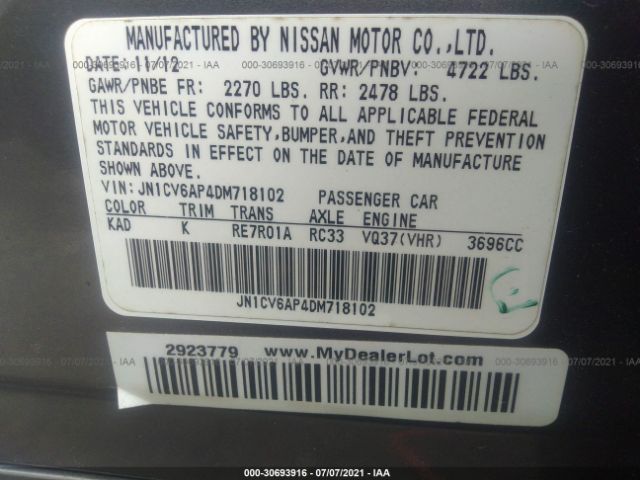 MANUFACTURED BY NISSAN MOTOR CO.,LTD.
DATE:11/12 GVWR/PNBV: 4722 LBS.
GAWR/PNBE FR: 2270 LBS. RR: 2478 LBS.
THIS VEHICLE CONFORMS TO ALL APPLICABLE FEDERAL
MOTOR VEHICLE SAFETY,BUMPER,AND THEFT PREVENTION
STANDARDS IN EFFECT ON THE DATE OF MANUFACTURE
SHOWN ABOVE.
VIN:JN1CV6AP4DM718102 PASSENGER CAR
COLOR TRIM TRANS AXLE ENGINE
KAD K RE7R01A RC33 VQ37(VHR) 3696CC
JN1CV6AP4DM718102
2923779 www.MyDealerLot.com
000-30693916 - 07/07/2021 - IAA